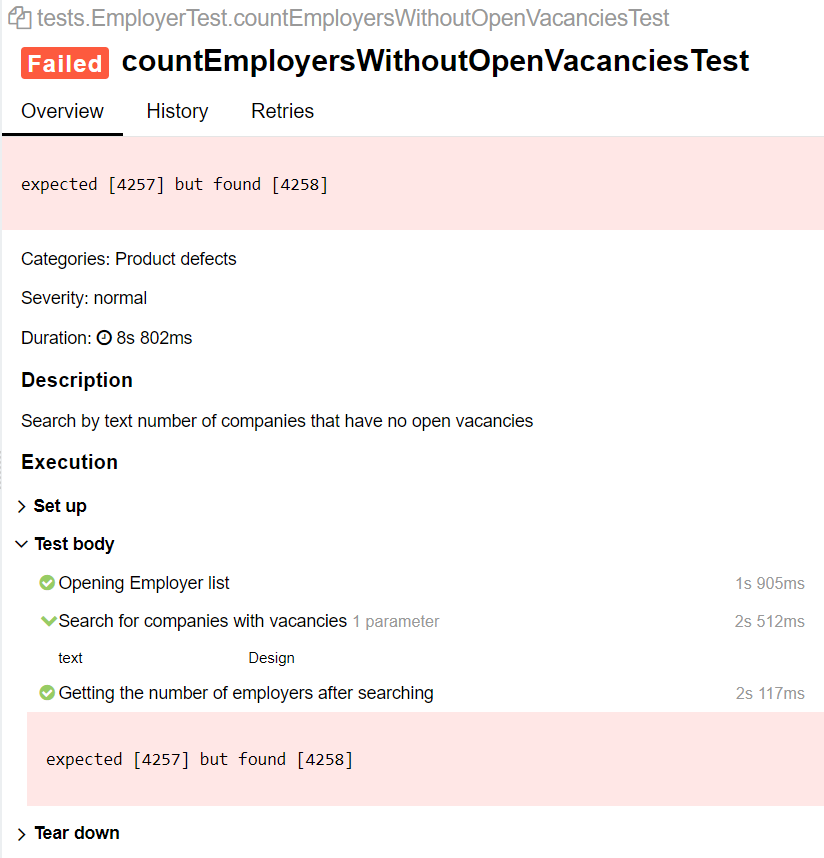 tests.EmployerTest.countEmployersWithoutOpenVacanciesTest
Failed countEmployersWithoutOpenVacanciesTest
Overview History Retries
expected [4257] but found [4258]
Categories: Product defects
Severity: normal
Duration: 8s 802ms
Description
Search by text number of companies that have no open vacancies
Execution
Set up
Test body
Opening Employer list 1s 905ms
Search for companies with vacancies 1 parameter 2s 512ms
text Design
Getting the number of employers after searching 2s 117ms
expected [4257] but found [4258]
Tear down